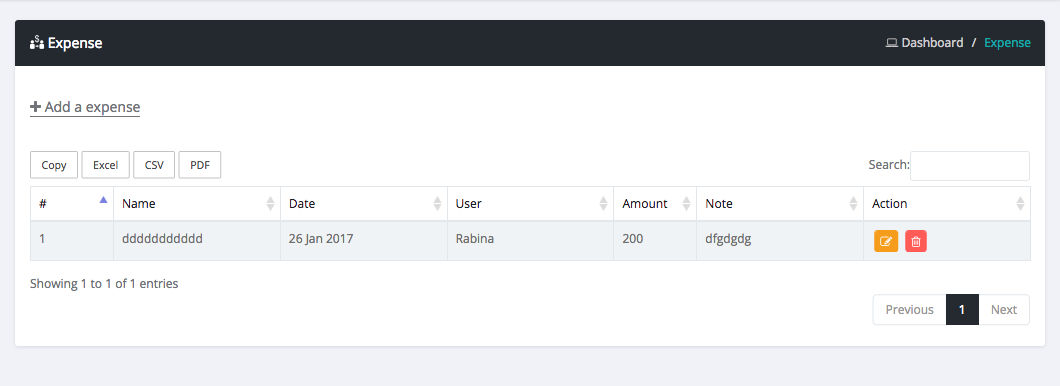 Expense
Dashboard / Expense
Add a expense
Copy Excel CSV PDF
Search:
# Name Date User Amount Note Action
1 ddddddddddd 26 Jan 2017 Rabina 200 dfgdgdg
Showing 1 to 1 of 1 entries
Previous 1 Next